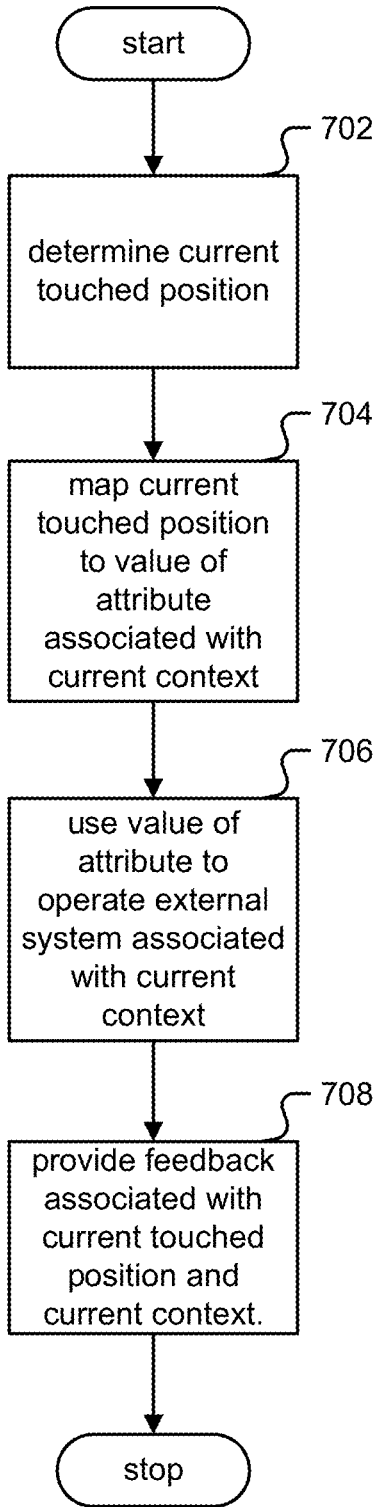 start
702
determine current
touched position
704
map current
touched position
to value of
attribute
associated with
current context
706
use value of
attribute to
operate external
system associated
with current
context
708
provide feedback
associated with
current touched
position and
current context.
stop